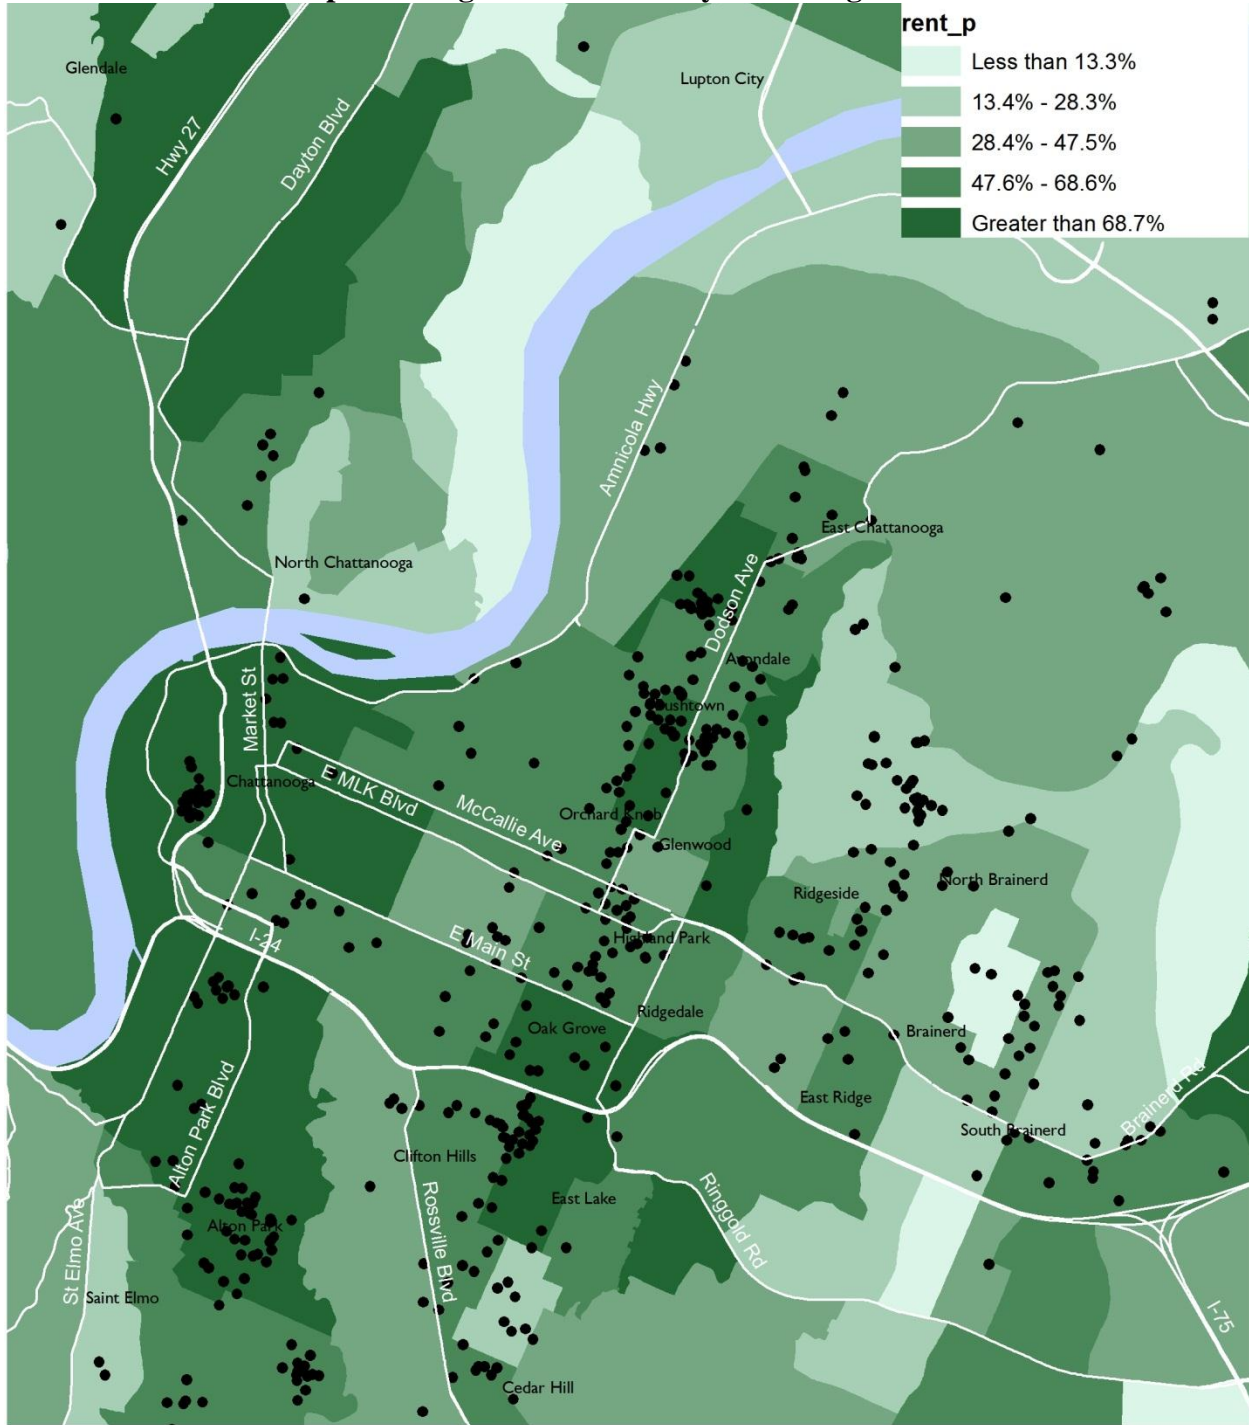 rent_p
Less than 13.3%
13.4% - 28.3%
28.4% - 47.5%
47.6% - 68.6%
Greater than 68.7%
Glendale
Lupton City
Hwy 27
Dayton Blvd
Amnicola Hwy
East Chattanooga
North Chattanooga
Dodson Ave
Avondale
Market St
Chattanooga
E MLK Blvd
McCallie Ave
Orchard Knob
Glenwood
Ridgeside
North Brainerd
I-24
E Main St
Highland Park
Ridgedale
Oak Grove
Brainerd
East Ridge
South Brainerd
Brainerd Rd
Alton Park Blvd
Clifton Hills
East Lake
Alton Park
Rossville Blvd
Ringgold Rd
St Elmo Ave
Saint Elmo
I-75
Cedar Hill